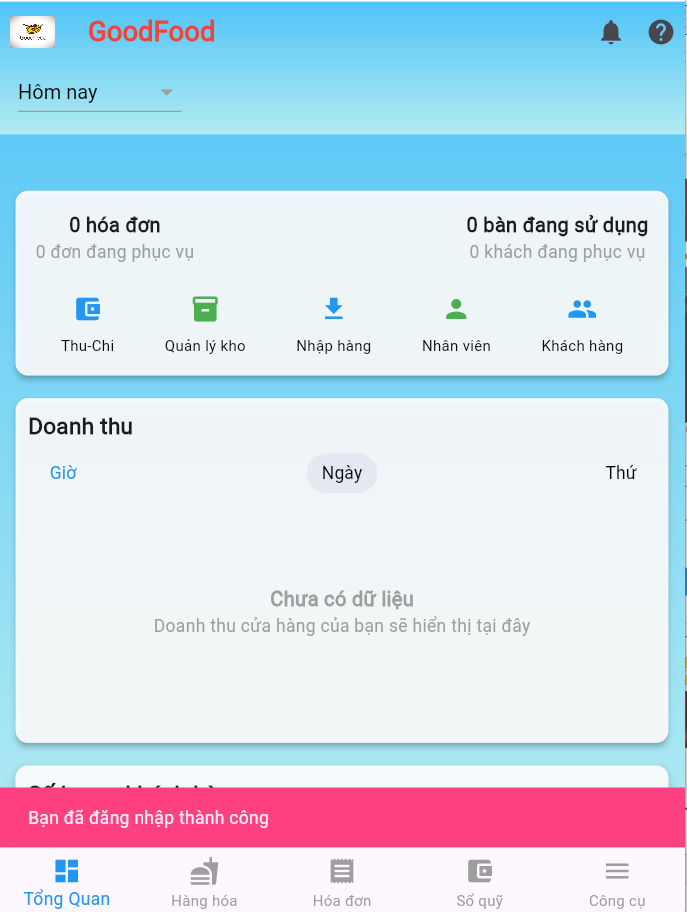 GoodFood
Hôm nay
0 hóa đơn
0 bàn đang sử dụng
0 đơn đang phục vụ
0 khách đang phục vụ
Thu-Chi
Quản lý kho
Nhập hàng
Nhân viên
Khách hàng
Doanh thu
Giờ
Ngày
Thứ
Chưa có dữ liệu
Doanh thu cửa hàng của bạn sẽ hiển thị tại đây
Bạn đã đăng nhập thành công
Tổng Quan
Hàng hóa
Hóa đơn
Sổ quỹ
Công cụ